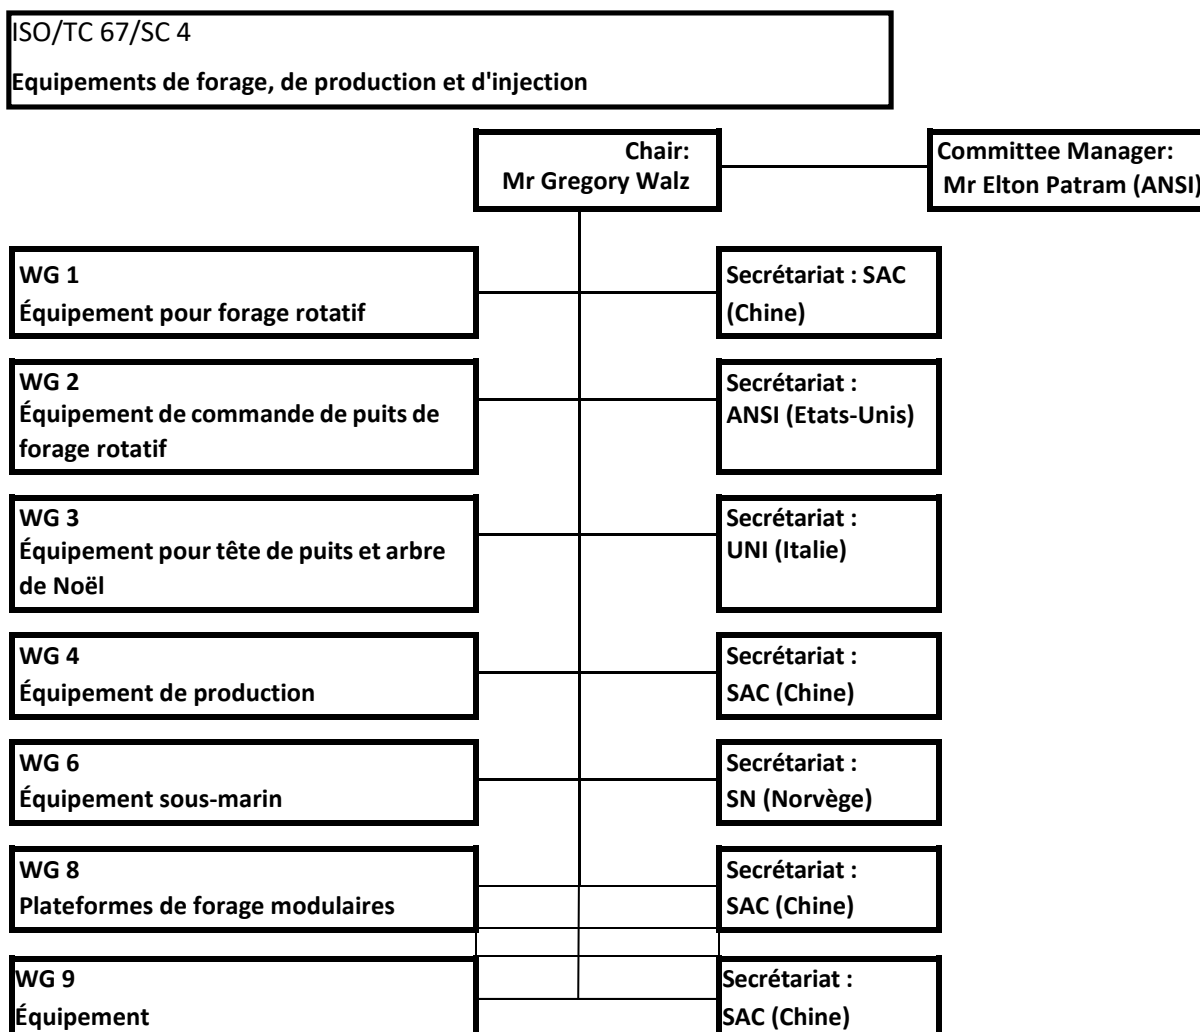 ISO/TC 67/SC 4
Equipements de forage, de production et d'injection
Chair:
Mr Gregory Walz
Committee Manager:
Mr Elton Patram (ANSI)
WG 1
Équipement pour forage rotatif
Secrétariat : SAC
(Chine)
WG 2
Équipement de commande de puits de
forage rotatif
Secrétariat :
ANSI (Etats-Unis)
WG 3
Équipement pour tête de puits et arbre
de Noël
Secrétariat :
UNI (Italie)
WG 4
Équipement de production
Secrétariat :
SAC (Chine)
WG 6
Équipement sous-marin
Secrétariat :
SN (Norvège)
WG 8
Plateformes de forage modulaires
Secrétariat :
SAC (Chine)
WG 9
Équipement
Secrétariat :
SAC (Chine)